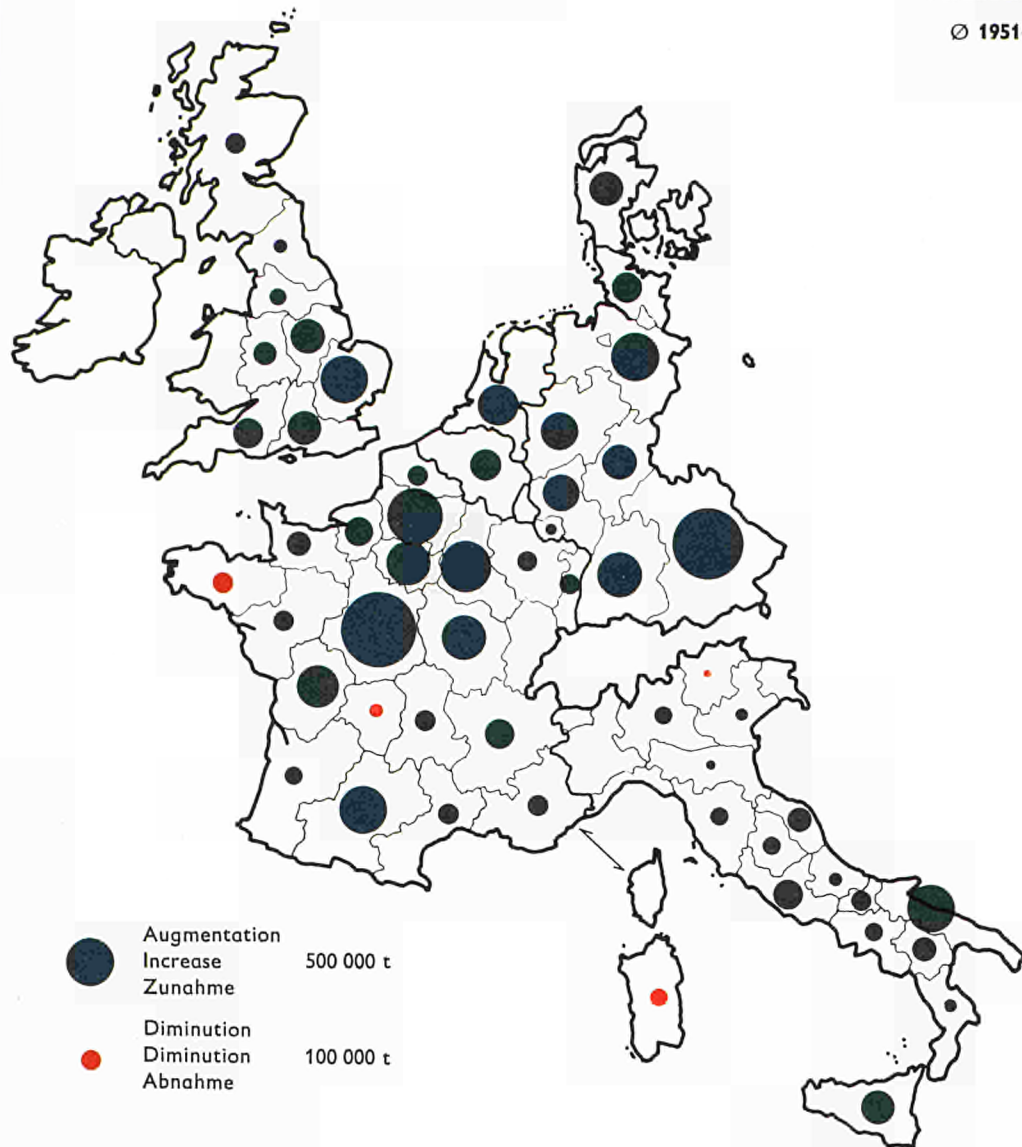 Ø 1951
Augmentation
Increase 500 000 t
Zunahme
Diminution
Diminution 100 000 t
Abnahme